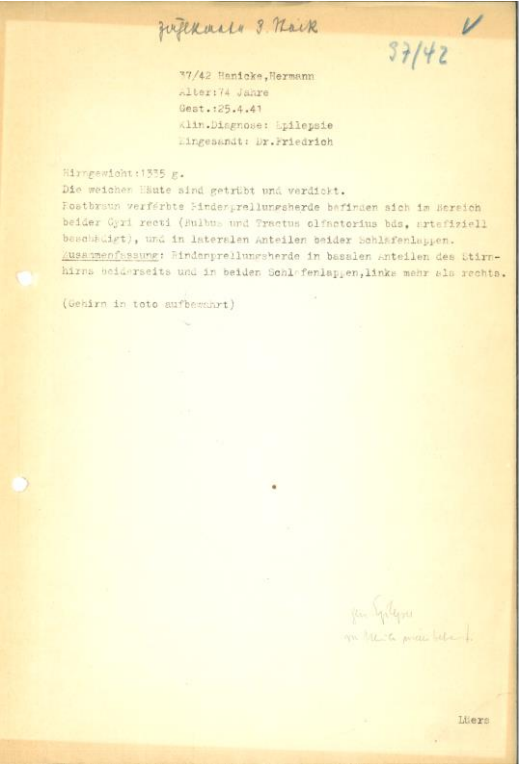 3. Stück
37/42
37/42 Hanicke,Hermann
Alter:74 Jahre
Gest.:25.4.41
Klin.Diagnose: Epilepsie
Eingesandt: Dr.Friedrich
Hirngewicht:1335 g.
Die weichen Häute sind getrübt und verdickt.
Rostbraun verfärbte Rindenprellungsherde befinden sich im Bereich
beider Gyri recti (Bulbus und Tractus olfactorius bds, artefiziell
beschädigt), und in lateralen Anteilen beider Schläfenlappen.
Zusammenfassung: Rindenprellungsherde in basalen Anteilen des Stirn-
hirns beiderseits und in beiden Schläfenlappen,links mehr als rechts.
(Gehirn in toto aufbewahrt)
Lüers